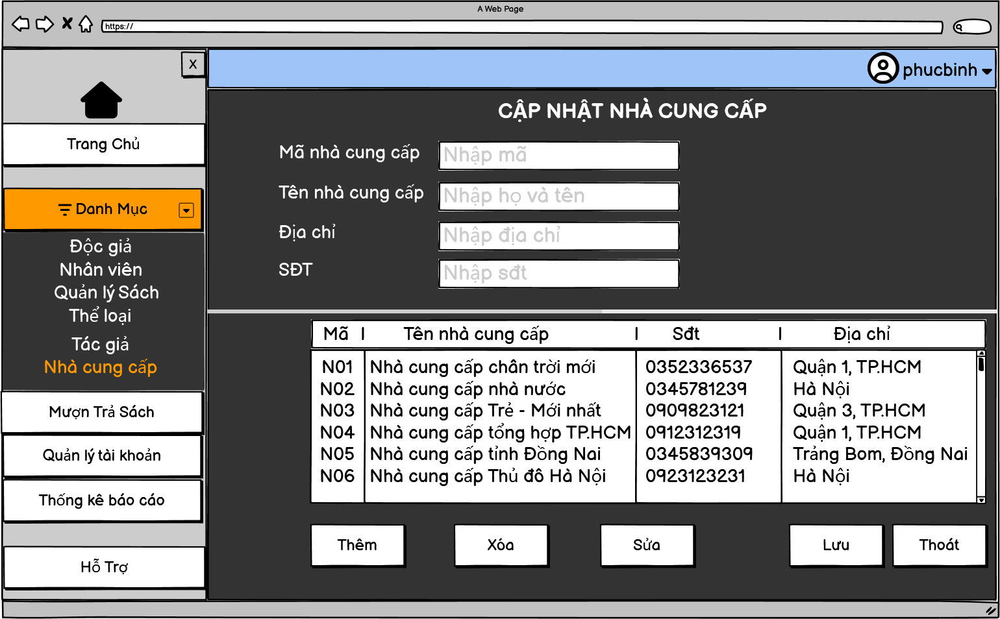 A Web Page
https://
X
phucbinh
Trang Chủ
Danh Mục
Độc giả
Nhân viên
Quản lý Sách
Thể loại
Tác giả
Nhà cung cấp
Mượn Trả Sách
Quản lý tài khoản
Thống kê báo cáo
Hỗ Trợ
CẬP NHẬT NHÀ CUNG CẤP
Mã nhà cung cấp Nhập mã
Tên nhà cung cấp Nhập họ và tên
Địa chỉ Nhập địa chỉ
SĐT Nhập sđt
Mã | Tên nhà cung cấp | Sđt | Địa chỉ
N01 Nhà cung cấp chân trời mới 0352336537 Quận 1, TP.HCM
N02 Nhà cung cấp nhà nước 0345781239 Hà Nội
N03 Nhà cung cấp Trẻ - Mới nhất 0909823121 Quận 3, TP.HCM
N04 Nhà cung cấp tổng hợp TP.HCM 0912312319 Quận 1, TP.HCM
N05 Nhà cung cấp tỉnh Đồng Nai 0345839309 Trảng Bom, Đồng Nai
N06 Nhà cung cấp Thủ đô Hà Nội 0923123231 Hà Nội
Thêm Xóa Sửa Lưu Thoát